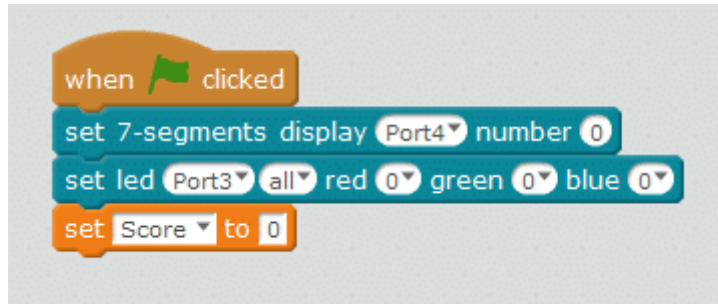 when clicked
set 7-segments display Port4 number 0
set led Port3 all red 0 green 0 blue 0
set Score to 0